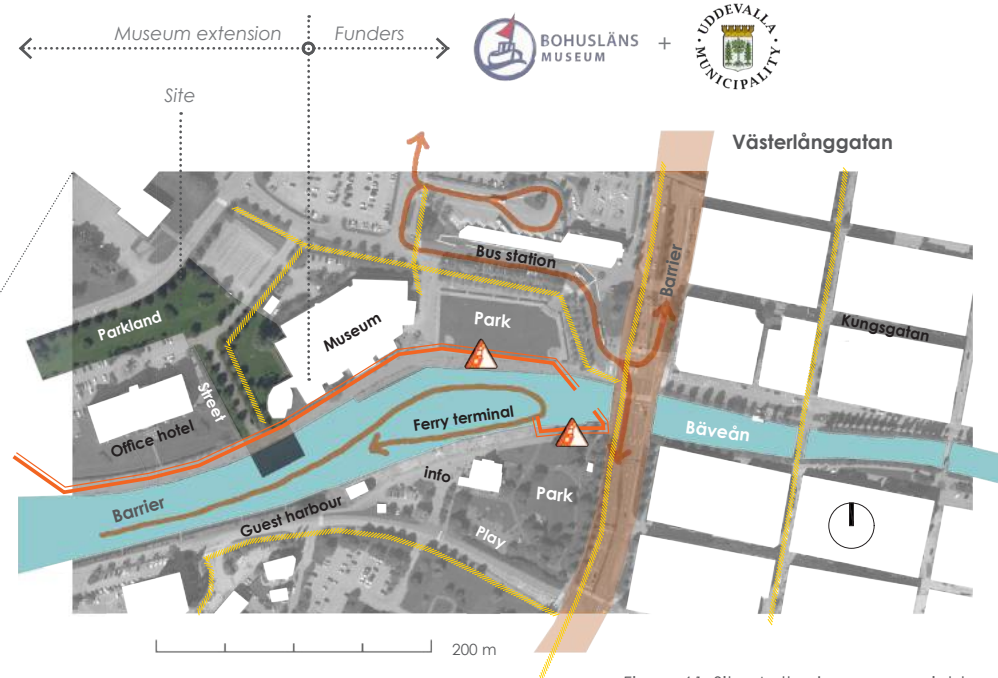 Museum extension
Funders
BOHUSLÄNS
MUSEUM
+
UDDEVALLA
MUNICIPALITY
Site
Västerlånggatan
Barrier
Bus station
Parkland
Museum
Park
Kungsgatan
Street
Ferry terminal
Office hotel
Bäveån
info
Barrier
Park
Guest harbour
Play
200 m